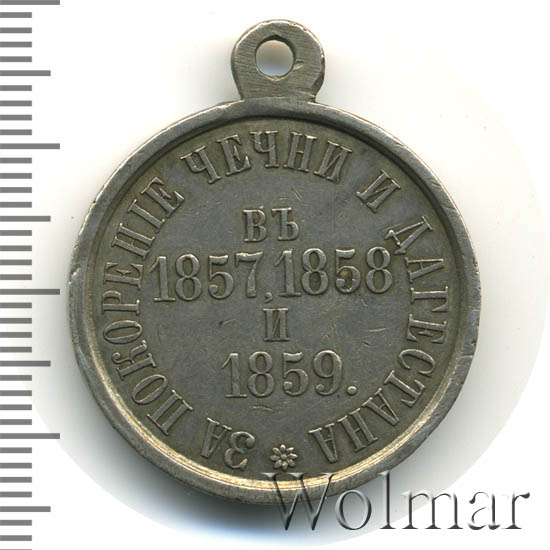 ЗА ПОКОРЕНІЕ ЧЕЧНИ И ДАГЕСТАНА
ВЪ
1857, 1858
И
1859.
Wolmar